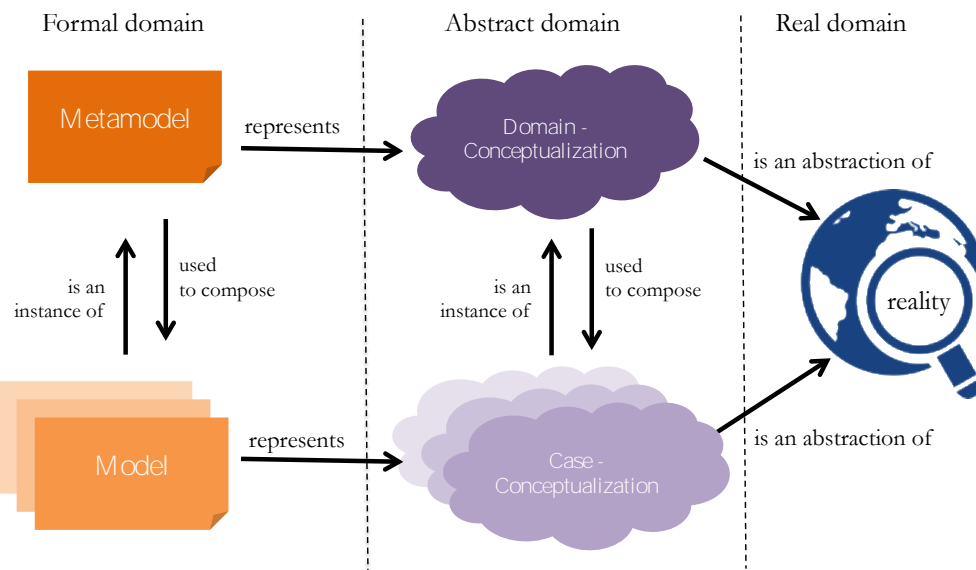 Formal domain
Abstract domain
Real domain
Metamodel
represents
Domain -
Conceptualization
is an abstraction of
is an
instance of
used
to compose
is an
instance of
used
to compose
reality
Model
represents
Case -
Conceptualization
is an abstraction of